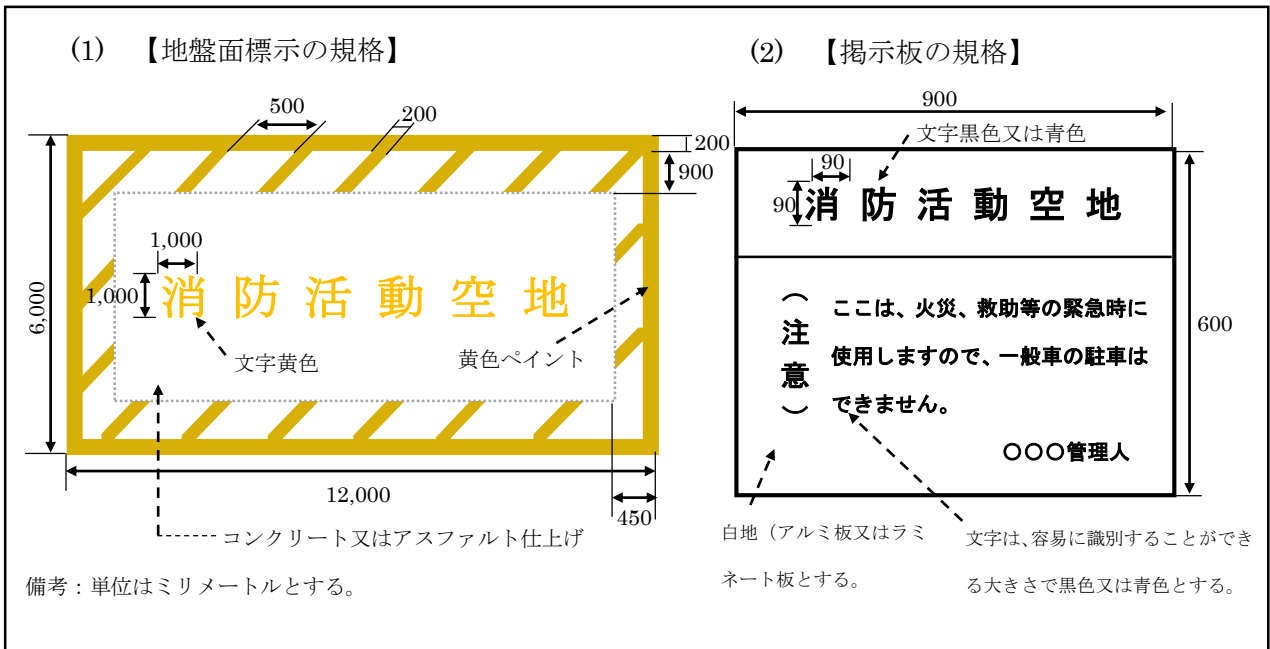 (1) 【地盤面標示の規格】
500
200
200
900
6,000
1,000
1,000
消防活動空地
文字黄色
黄色ペイント
12,000
450
コンクリート又はアスファルト仕上げ
備考：単位はミリメートルとする。
(2) 【掲示板の規格】
900
文字黒色又は青色
90
90
消防活動空地
（注意）
ここは、火災、救助等の緊急時に
使用しますので、一般車の駐車は
できません。
〇〇〇管理人
600
白地（アルミ板又はラミ
ネート板とする。
文字は、容易に識別することができ
る大きさで黒色又は青色とする。